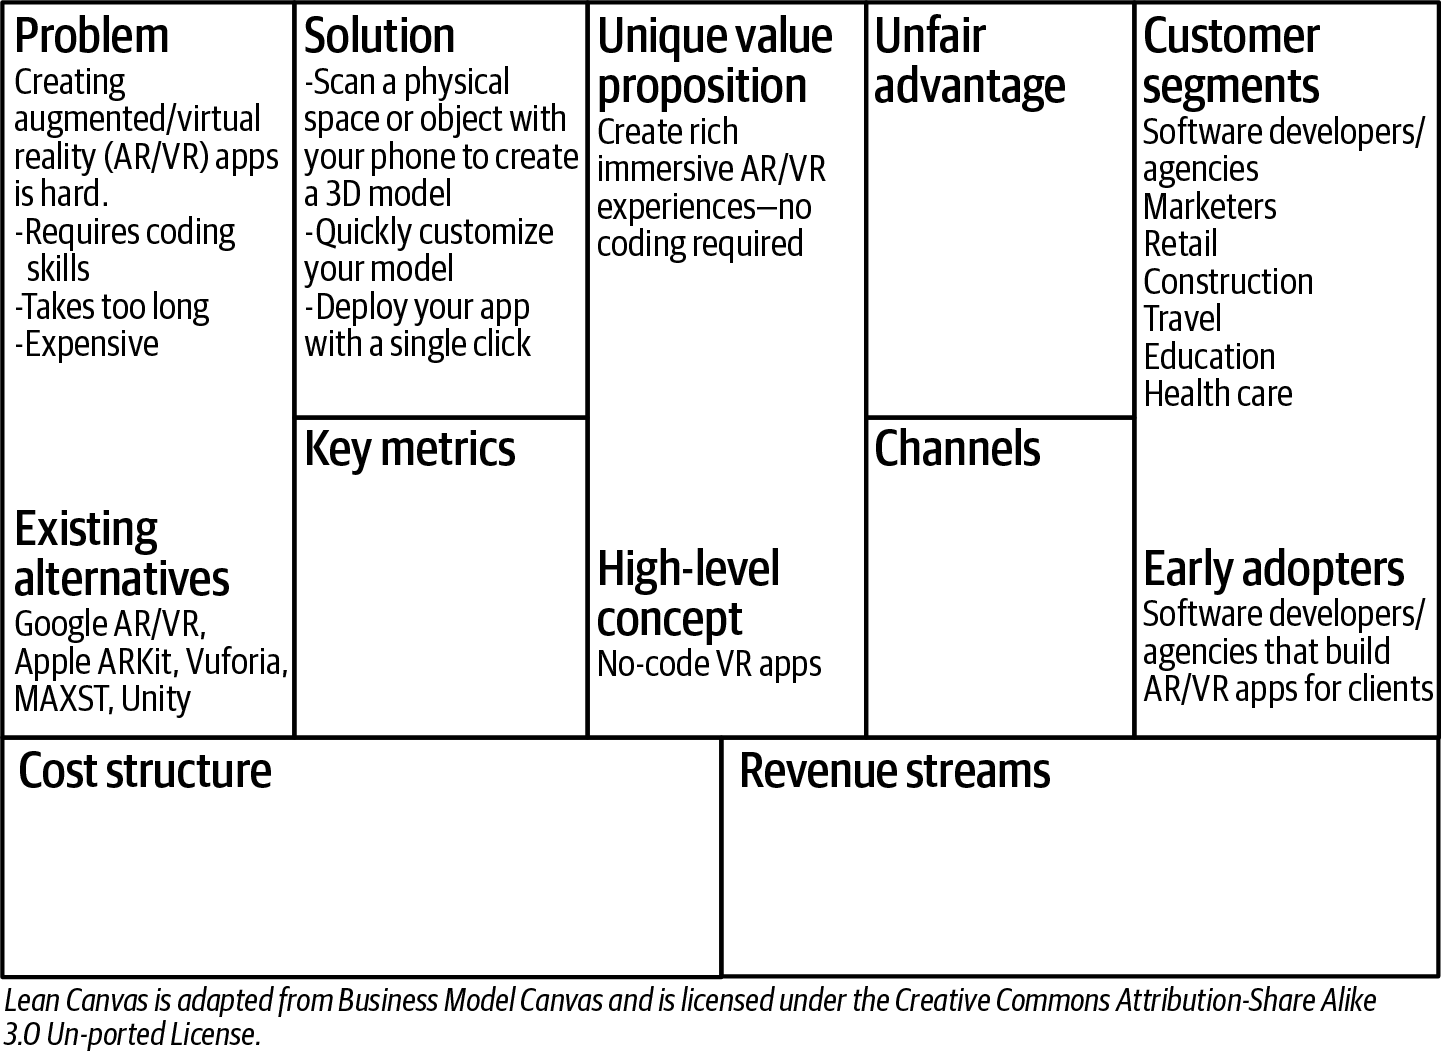 Problem
Creating
augmented/virtual
reality (AR/VR) apps
is hard.
-Requires coding
skills
-Takes too long
-Expensive
Existing
alternatives
Google AR/VR,
Apple ARKit, Vuforia,
MAXST, Unity
Solution
-Scan a physical
space or object with
your phone to create
a 3D model
-Quickly customize
your model
-Deploy your app
with a single click
Key metrics
Unique value
proposition
Create rich
immersive AR/VR
experiences—no
coding required
High-level
concept
No-code VR apps
Unfair
advantage
Channels
Customer
segments
Software developers/
agencies
Marketers
Retail
Construction
Travel
Education
Health care
Early adopters
Software developers/
agencies that build
AR/VR apps for clients
Cost structure
Revenue streams
Lean Canvas is adapted from Business Model Canvas and is licensed under the Creative Commons Attribution-Share Alike
3.0 Un-ported License.